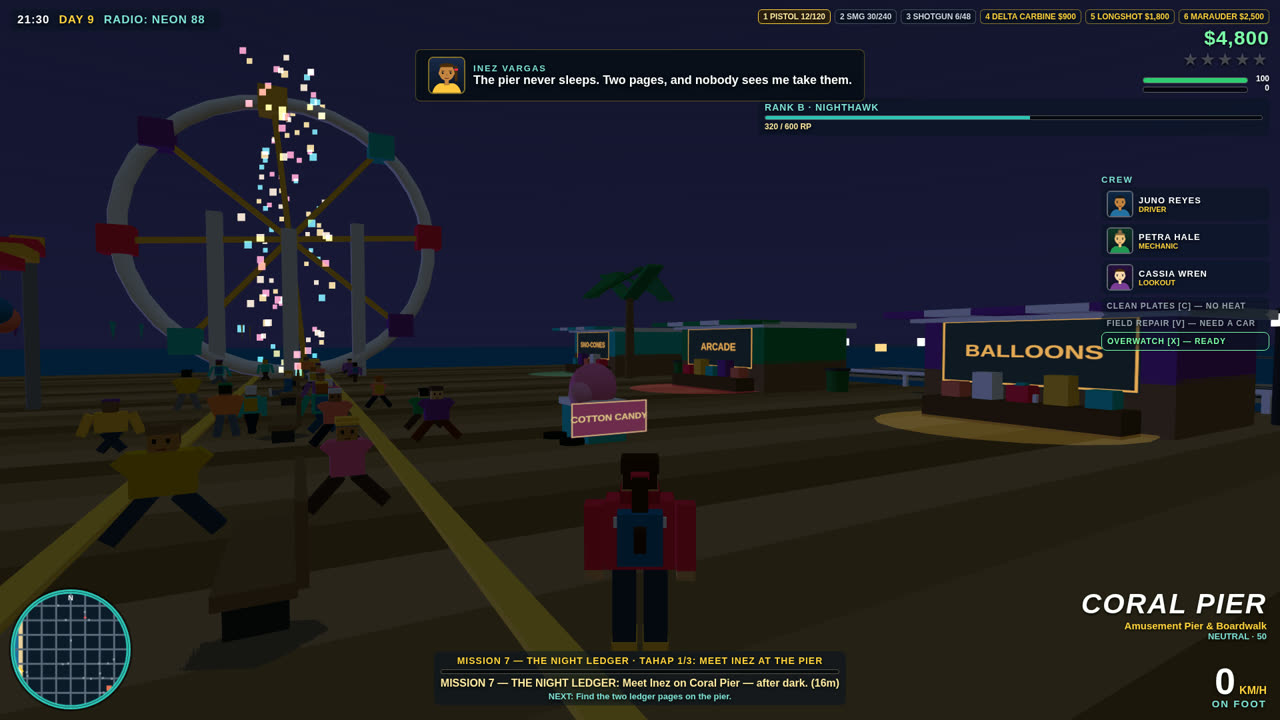 21:30 DAY 9 RADIO: NEON 88
1 PISTOL 12/120 2 SMG 30/240 3 SHOTGUN 6/48 4 DELTA CARBINE $900 5 LONGSHOT $1,800 6 MARAUDER $2,500
$4,800
★★★★★
100
0
INEZ VARGAS
The pier never sleeps. Two pages, and nobody sees me take them.
RANK B · NIGHTHAWK
320 / 600 RP
CREW
JUNO REYES
DRIVER
PETRA HALE
MECHANIC
CASSIA WREN
LOOKOUT
CLEAN PLATES [C] — NO HEAT
FIELD REPAIR [V] — NEED A CAR
OVERWATCH [X] — READY
SNO-CONES
ARCADE
BALLOONS
COTTON CANDY
N
CORAL PIER
Amusement Pier & Boardwalk
NEUTRAL · 50
MISSION 7 — THE NIGHT LEDGER · TAHAP 1/3: MEET INEZ AT THE PIER
MISSION 7 — THE NIGHT LEDGER: Meet Inez on Coral Pier — after dark. (16m)
NEXT: Find the two ledger pages on the pier.
0 KM/H
ON FOOT